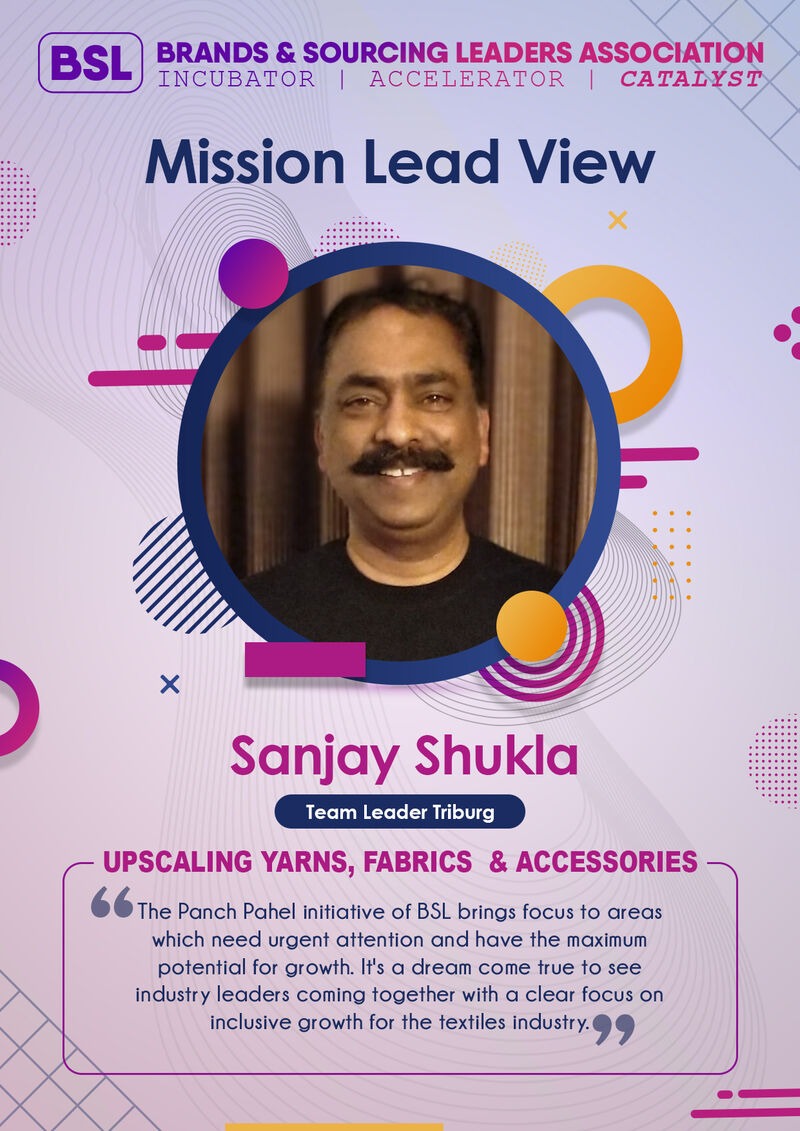 BSL
BRANDS & SOURCING LEADERS ASSOCIATION
INCUBATOR | ACCELERATOR | CATALYST
Mission Lead View
Sanjay Shukla
Team Leader Triburg
UPSCALING YARNS, FABRICS & ACCESSORIES
“The Panch Pahel initiative of BSL brings focus to areas
which need urgent attention and have the maximum
potential for growth. It's a dream come true to see
industry leaders coming together with a clear focus on
inclusive growth for the textiles industry.”